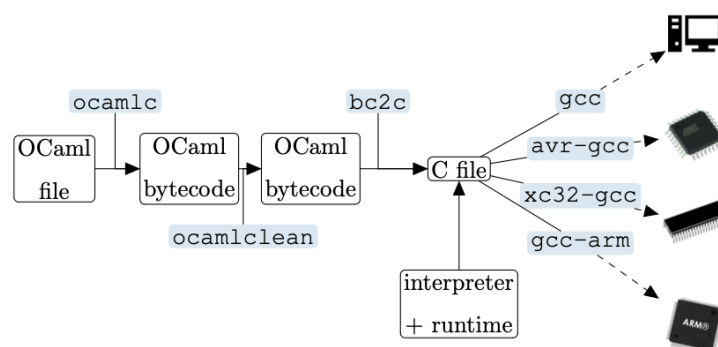 ocamlc
bc2c
gcc
OCaml
file
OCaml
bytecode
OCaml
bytecode
C file
avr-gcc
xc32-gcc
gcc-arm
ocamlclean
interpreter
+ runtime
ARM®